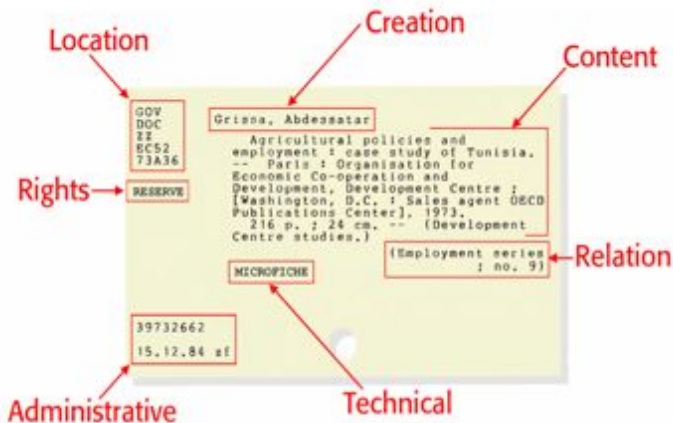 Creation
Location
Content
GOV
DOC
ZZ
EC52
73A36
Grissa, Abdessatar
Agricultural policies and
employment : case study of Tunisia.
-- Paris : Organisation for
Economic Co-operation and
Development, Development Centre ;
[Washington, D.C. : Sales agent OECD
Publications Center], 1973.
216 p. ; 24 cm. -- (Development
Centre studies.)
Rights
RESERVE
(Employment series
; no. 9)
Relation
MICROFICHE
39732662
15.12.84 sf
Administrative
Technical